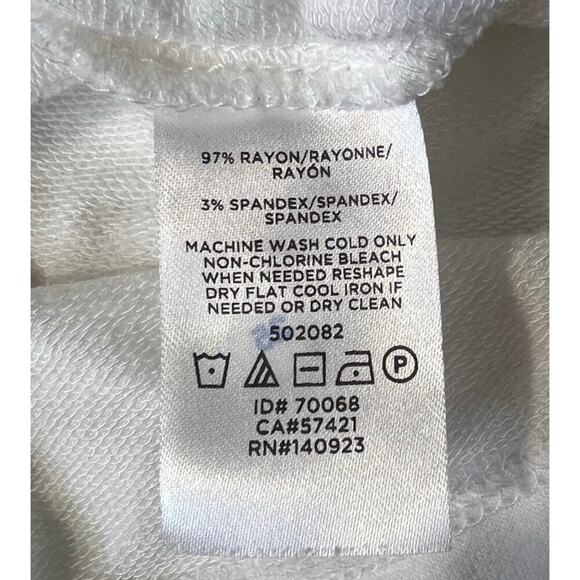 97% RAYON/RAYONNE/
RAYÓN
3% SPANDEX/SPANDEX/
SPANDEX
MACHINE WASH COLD ONLY
NON-CHLORINE BLEACH
WHEN NEEDED RESHAPE
DRY FLAT COOL IRON IF
NEEDED OR DRY CLEAN
502082
P
ID# 70068
CA#57421
RN#140923